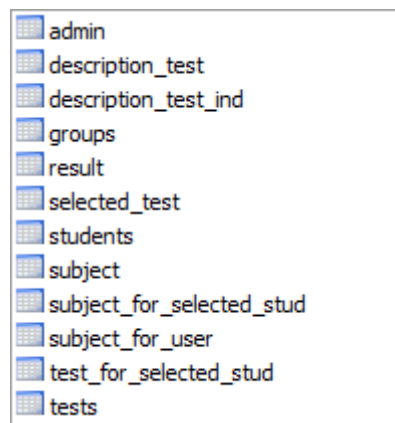 admin
description_test
description_test_ind
groups
result
selected_test
students
subject
subject_for_selected_stud
subject_for_user
test_for_selected_stud
tests